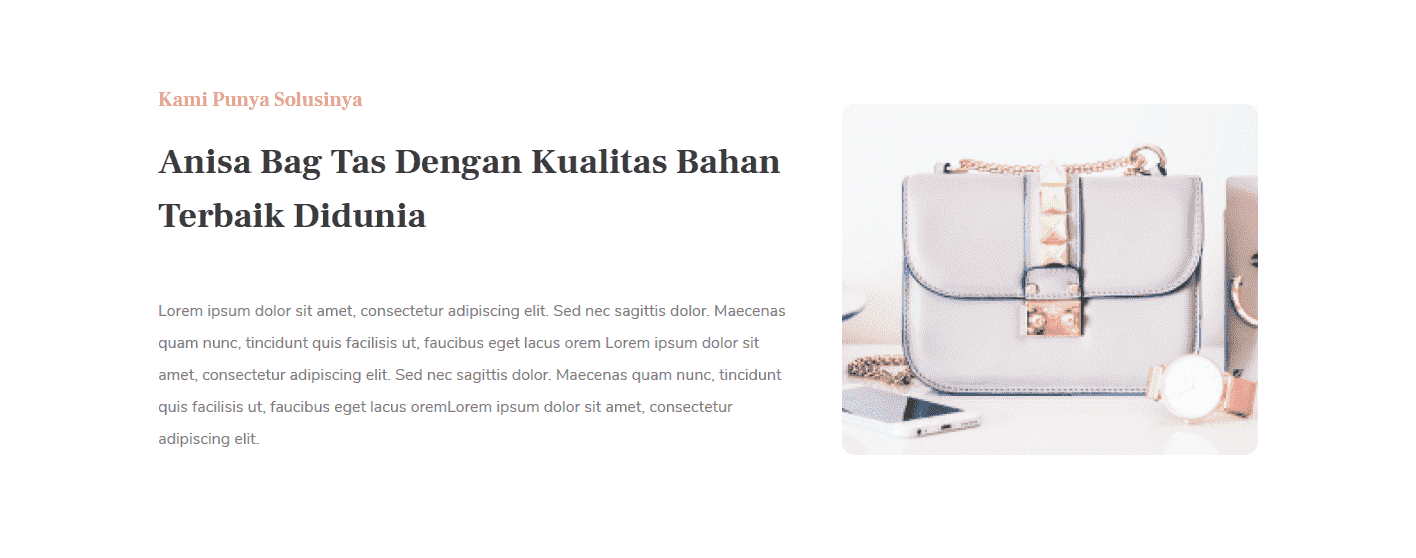 Kami Punya Solusinya
Anisa Bag Tas Dengan Kualitas Bahan
Terbaik Didunia
Lorem ipsum dolor sit amet, consectetur adipiscing elit. Sed nec sagittis dolor. Maecenas
quam nunc, tincidunt quis facilisis ut, faucibus eget lacus orem Lorem ipsum dolor sit
amet, consectetur adipiscing elit. Sed nec sagittis dolor. Maecenas quam nunc, tincidunt
quis facilisis ut, faucibus eget lacus oremLorem ipsum dolor sit amet, consectetur
adipiscing elit.